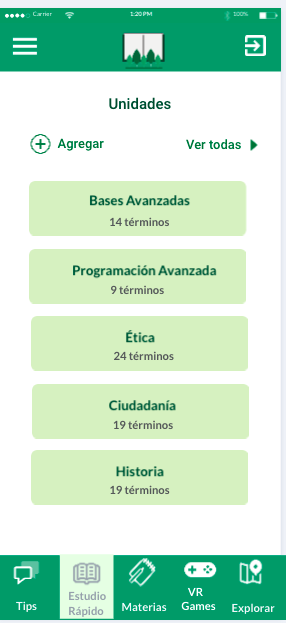 Carrier 1:20 PM 100%
Unidades
Agregar Ver todas
Bases Avanzadas
14 términos
Programación Avanzada
9 términos
Ética
24 términos
Ciudadanía
19 términos
Historia
19 términos
Tips
Estudio
Rápido
Materias
VR
Games
Explorar